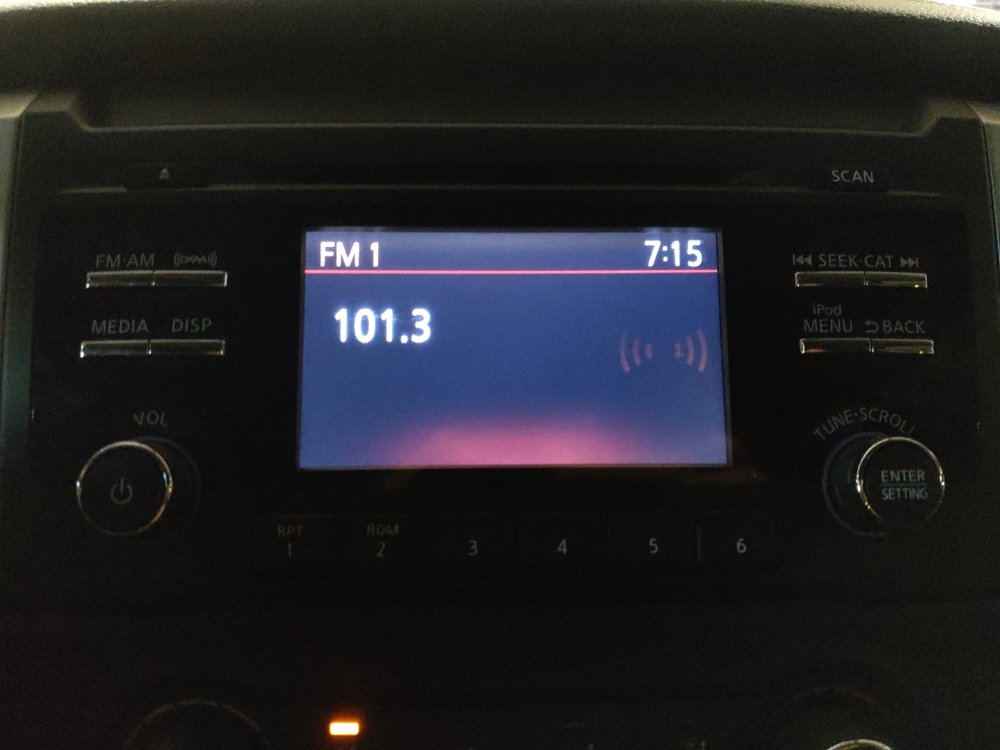 SCAN
FM·AM ((XM))
FM 1 7:15
SEEK·CAT
MEDIA DISP
101.3
iPod
MENU BACK
VOL
TUNE·SCROLL
ENTER
SETTING
RPT RDM
1 2 3 4 5 6